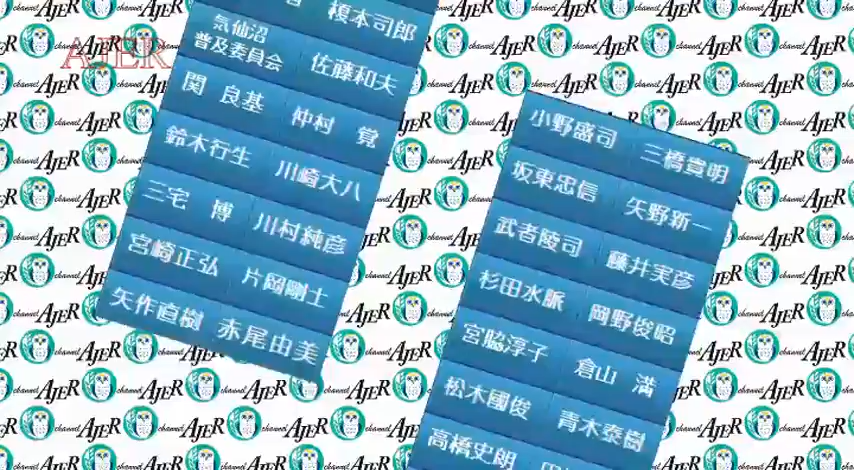 AJER
榎本司郎
気仙沼
普及委員会
佐藤和夫
関 良基
仲村 覚
鈴木行生
川崎大八
三宅 博
川村純彦
宮崎正弘
片岡剛士
矢作直樹
赤尾由美
小野盛司
三橋貴明
坂東忠信
矢野新一
武者陵司
藤井実彦
杉田水脈
岡野俊昭
宮脇淳子
倉山 満
松木國俊
青木泰樹
高橋史朗
channel AJER